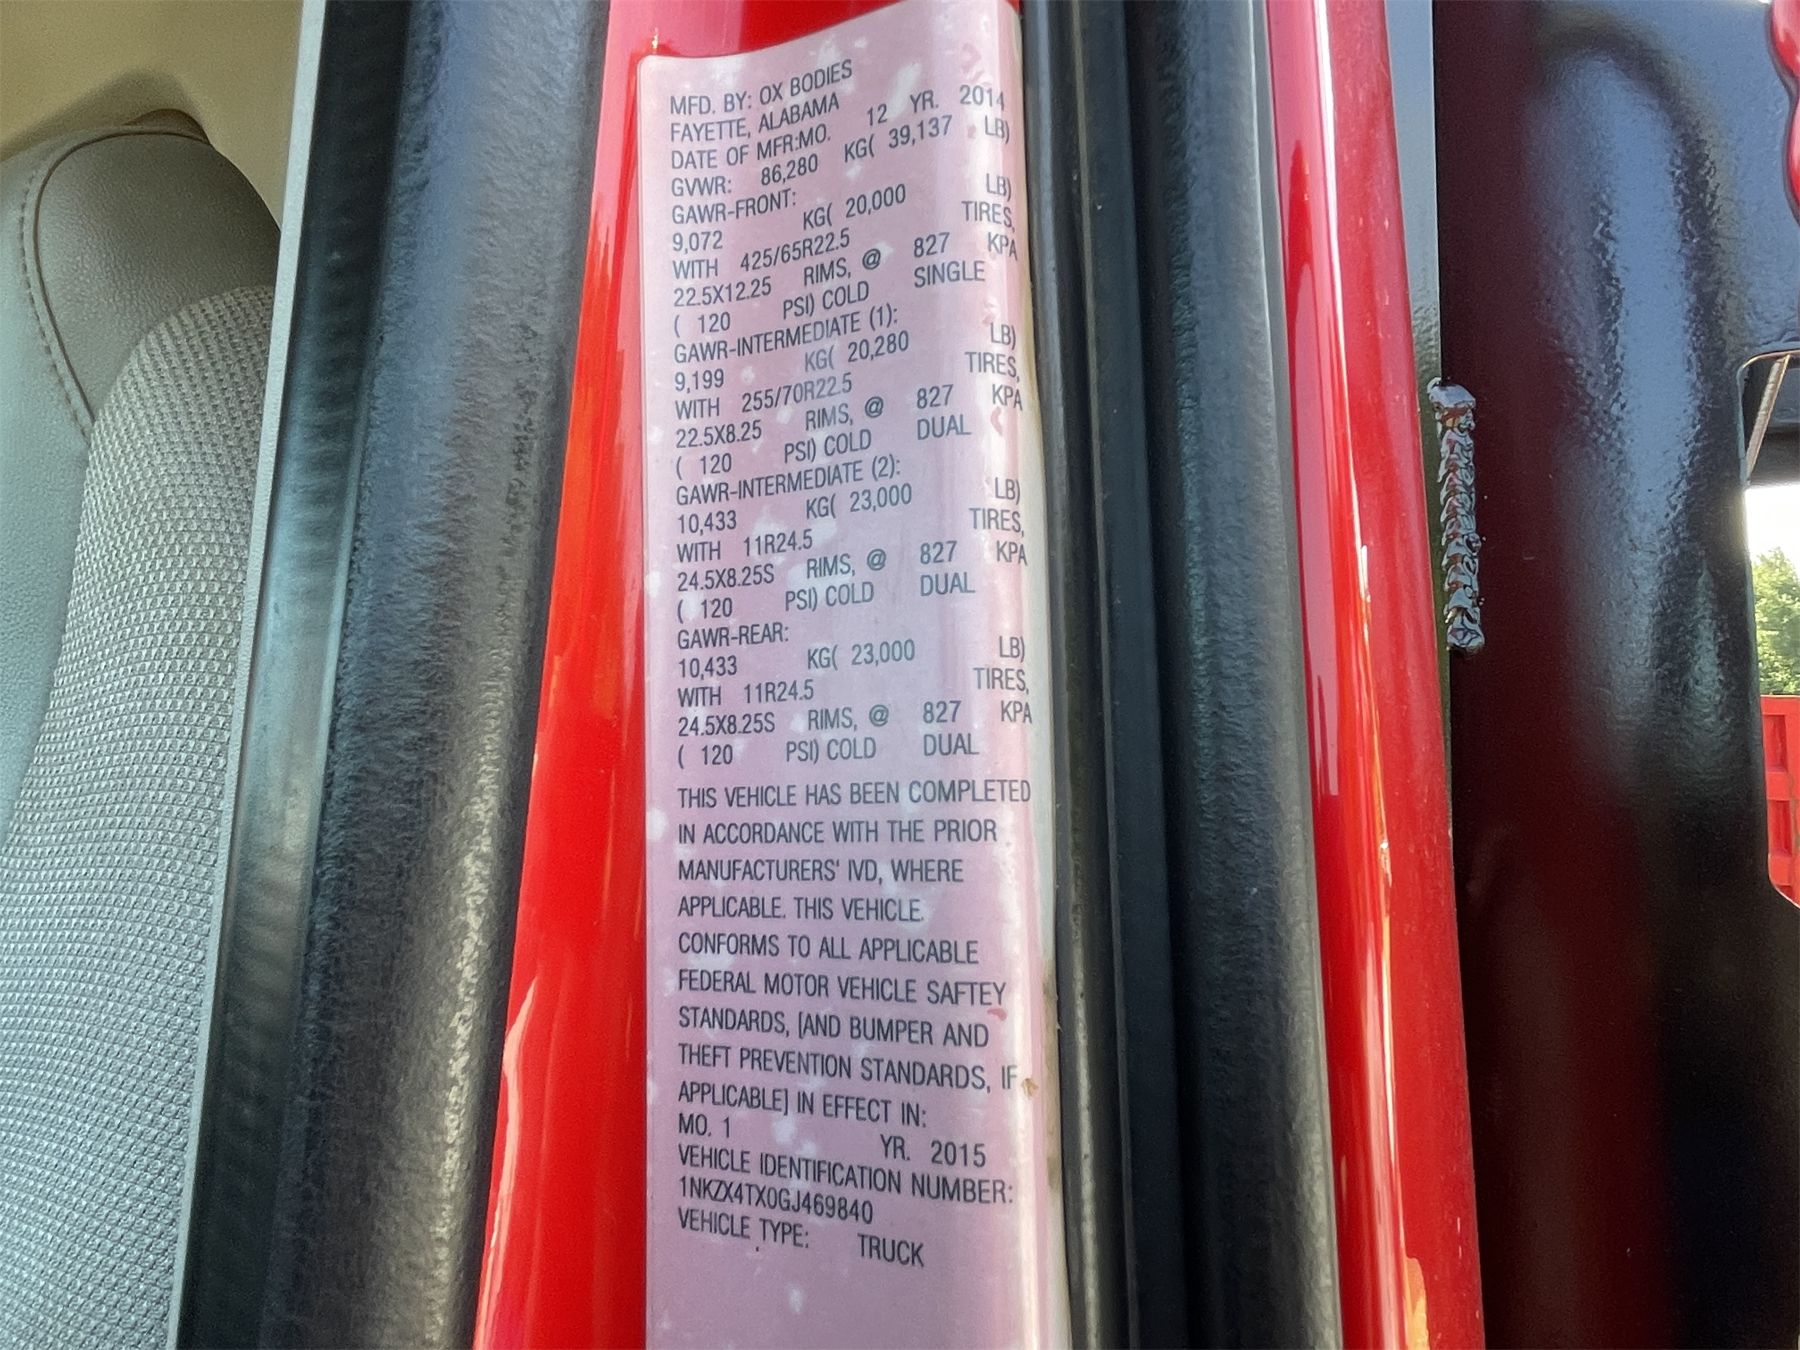 MFD. BY: OX BODIES
FAYETTE, ALABAMA
DATE OF MFR:MO. 12 YR. 2014
GVWR: 86,280 KG( 39,137 LB)
GAWR-FRONT:
9,072 KG( 20,000 LB)
WITH 425/65R22.5 TIRES,
22.5X12.25 RIMS, @ 827 KPA
( 120 PSI) COLD SINGLE
GAWR-INTERMEDIATE (1):
9,199 KG( 20,280 LB)
WITH 255/70R22.5 TIRES,
22.5X8.25 RIMS, @ 827 KPA
( 120 PSI) COLD DUAL
GAWR-INTERMEDIATE (2):
10,433 KG( 23,000 LB)
WITH 11R24.5 TIRES,
24.5X8.25S RIMS, @ 827 KPA
( 120 PSI) COLD DUAL
GAWR-REAR:
10,433 KG( 23,000 LB)
WITH 11R24.5 TIRES,
24.5X8.25S RIMS, @ 827 KPA
( 120 PSI) COLD DUAL
THIS VEHICLE HAS BEEN COMPLETED
IN ACCORDANCE WITH THE PRIOR
MANUFACTURERS' IVD, WHERE
APPLICABLE. THIS VEHICLE
CONFORMS TO ALL APPLICABLE
FEDERAL MOTOR VEHICLE SAFTEY
STANDARDS, [AND BUMPER AND
THEFT PREVENTION STANDARDS, IF
APPLICABLE] IN EFFECT IN:
MO. 1 YR. 2015
VEHICLE IDENTIFICATION NUMBER:
1NKZX4TX0GJ469840
VEHICLE TYPE: TRUCK